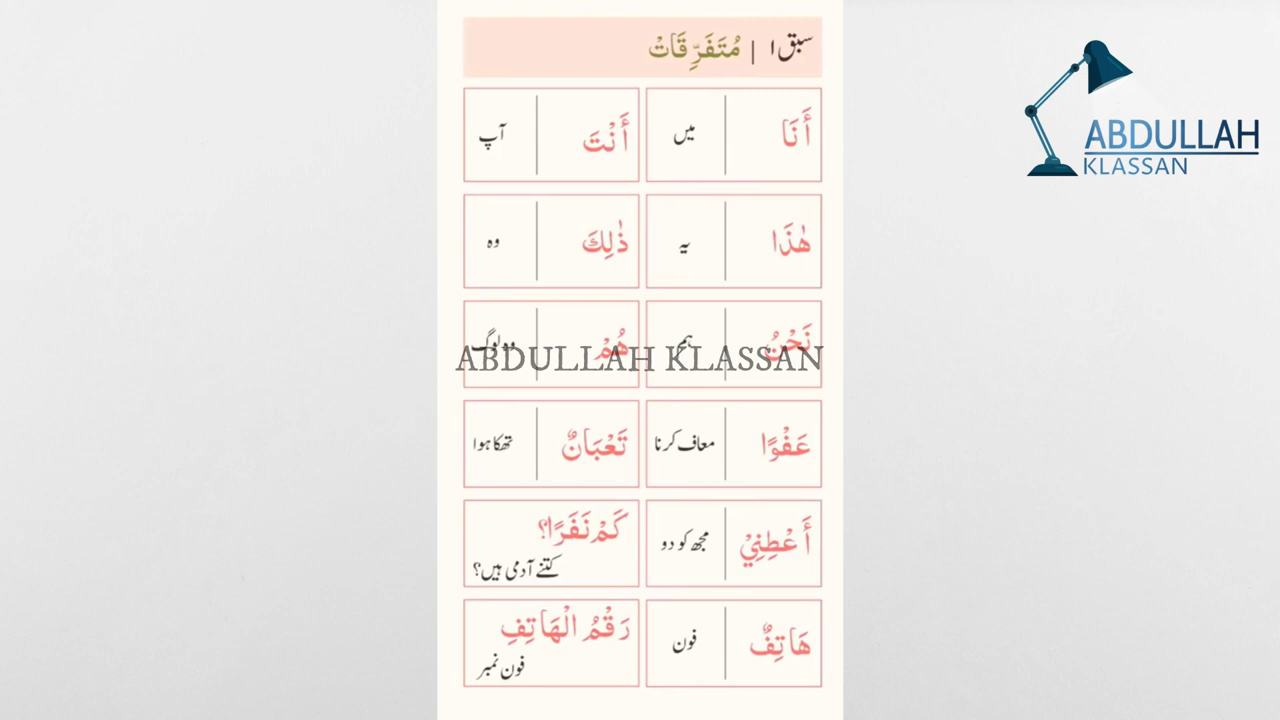 سبق ۱ | مُتَفَرِّقَاتْ
أَنَا | میں
أَنْتَ | آپ
هٰذَا | یہ
ذٰلِكَ | وہ
نَحْنُ | ہم
هُمْ | وہ لوگ
ABDULLAH KLASSAN
عَفْوًا | معاف کرنا
تَعْبَانٌ | تھکا ہوا
أَعْطِنِيْ | مجھ کو دو
كَمْ نَفَرًا؟
کتنے آدمی ہیں؟
هَاتِفٌ | فون
رَقْمُ الْهَاتِفِ
فون نمبر
ABDULLAH
KLASSAN